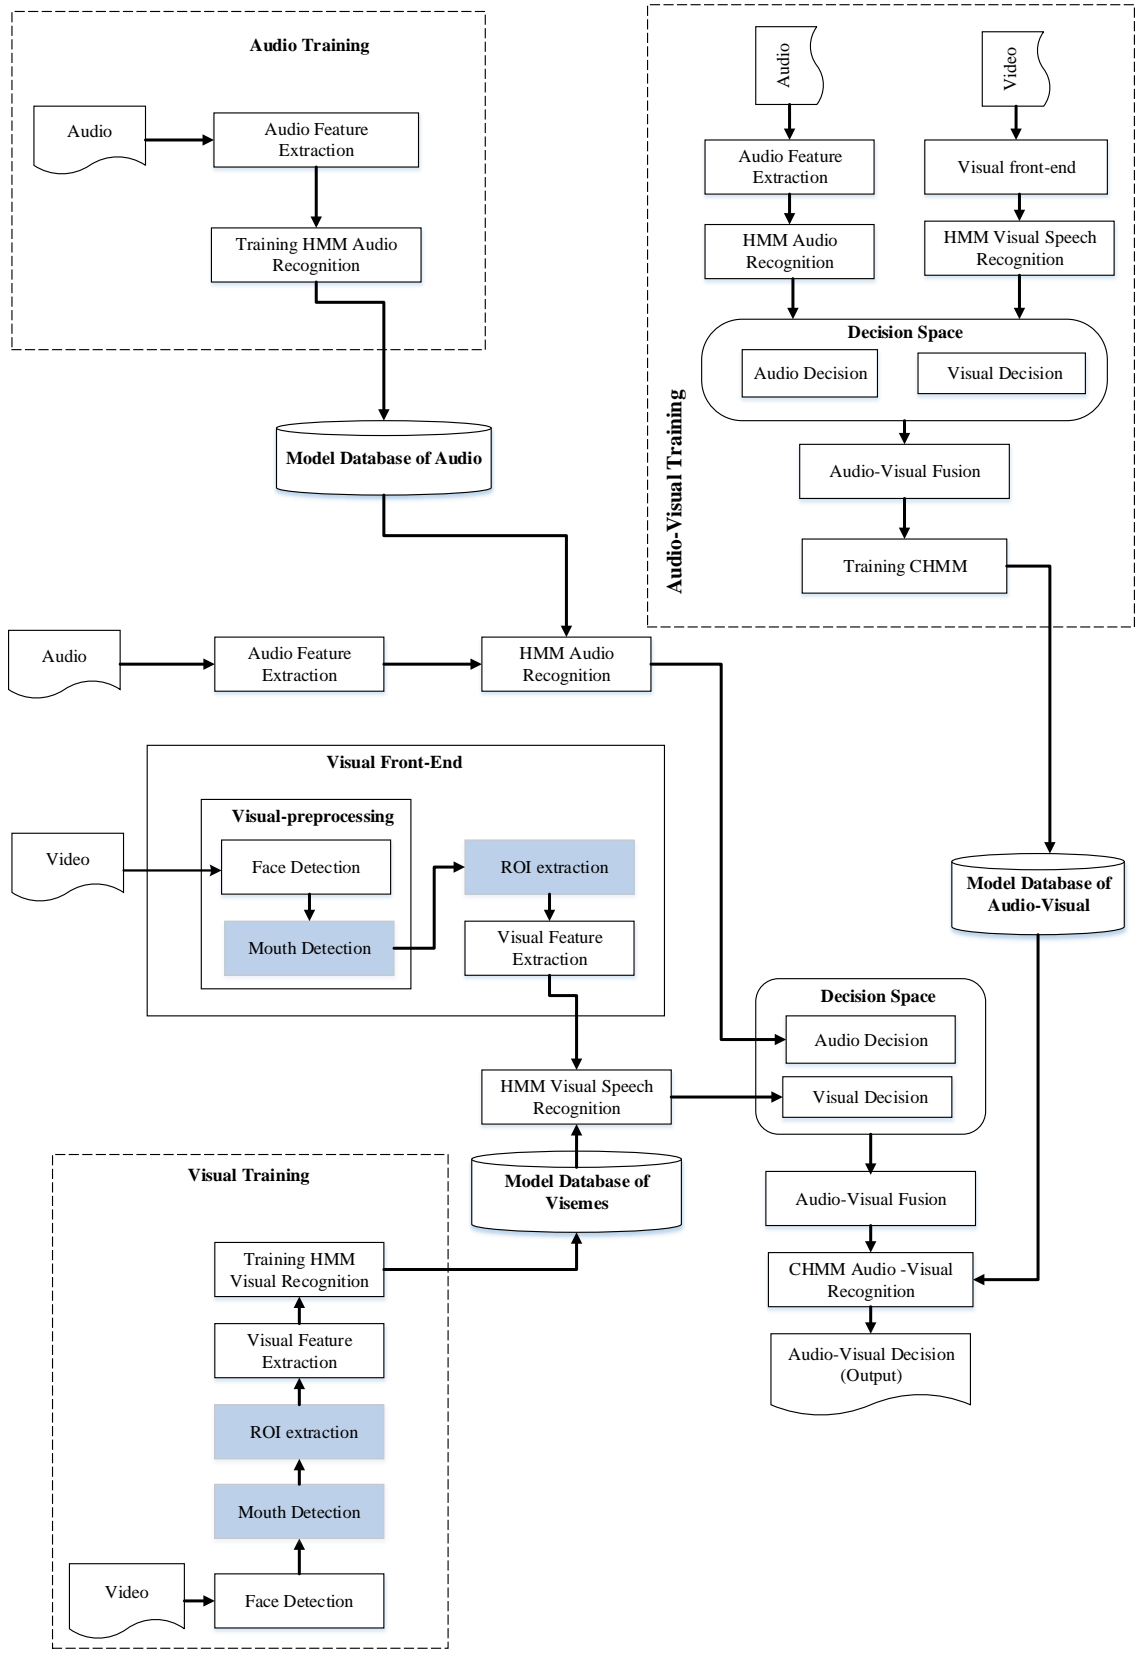 Audio Training
Audio
Audio Feature
Extraction
Training HMM Audio
Recognition
Model Database of Audio
Audio-Visual Training
Audio
Video
Audio Feature
Extraction
Visual front-end
HMM Audio
Recognition
HMM Visual Speech
Recognition
Decision Space
Audio Decision
Visual Decision
Audio-Visual Fusion
Training CHMM
Audio
Audio Feature
Extraction
HMM Audio
Recognition
Visual Front-End
Visual-preprocessing
Video
Face Detection
Mouth Detection
ROI extraction
Visual Feature
Extraction
Model Database of
Audio-Visual
HMM Visual Speech
Recognition
Decision Space
Audio Decision
Visual Decision
Model Database of
Visemes
Audio-Visual Fusion
CHMM Audio -Visual
Recognition
Audio-Visual Decision
(Output)
Visual Training
Training HMM
Visual Recognition
Visual Feature
Extraction
ROI extraction
Mouth Detection
Video
Face Detection